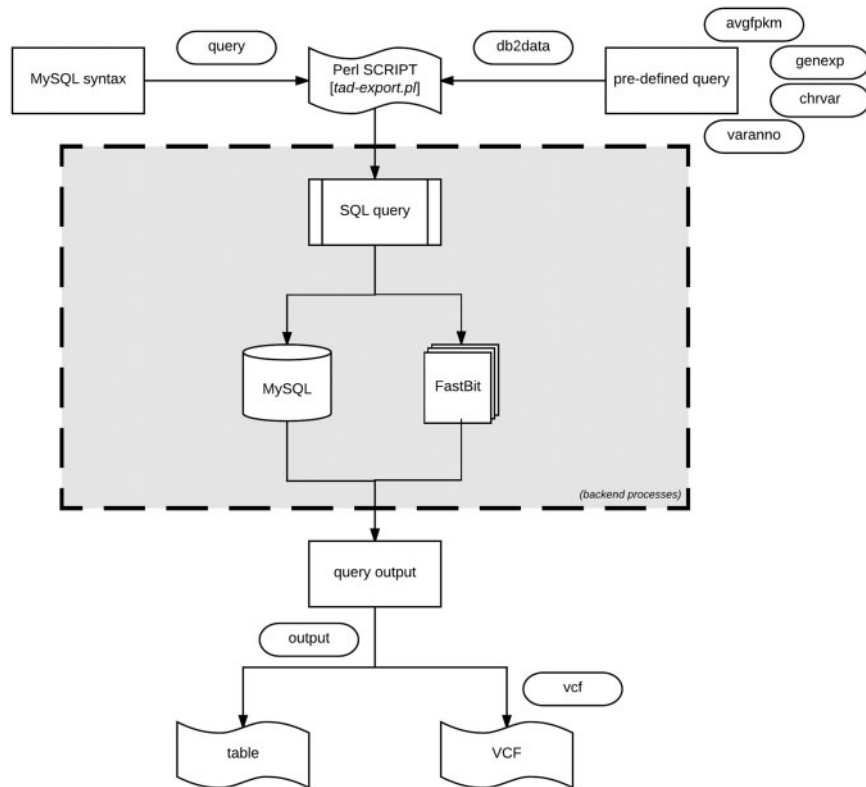 avgfpkm
query
db2data
genexp
MySQL syntax
Perl SCRIPT
[tad-export.pl]
pre-defined query
chrvar
varanno
SQL query
MySQL
FastBit
(backend processes)
query output
output
vcf
table
VCF